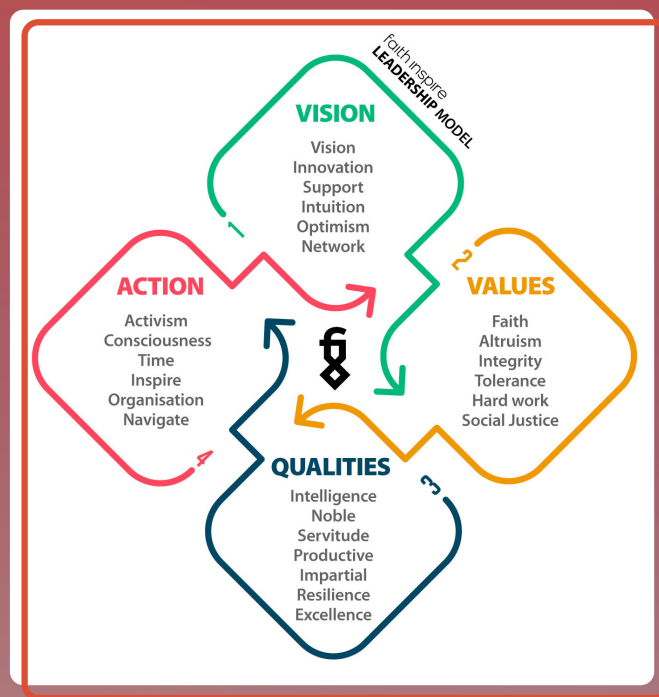 faith inspire
LEADERSHIP MODEL
VISION
Vision
Innovation
Support
Intuition
Optimism
Network
1
2
VALUES
Faith
Altruism
Integrity
Tolerance
Hard work
Social Justice
3
QUALITIES
Intelligence
Noble
Servitude
Productive
Impartial
Resilience
Excellence
4
ACTION
Activism
Consciousness
Time
Inspire
Organisation
Navigate